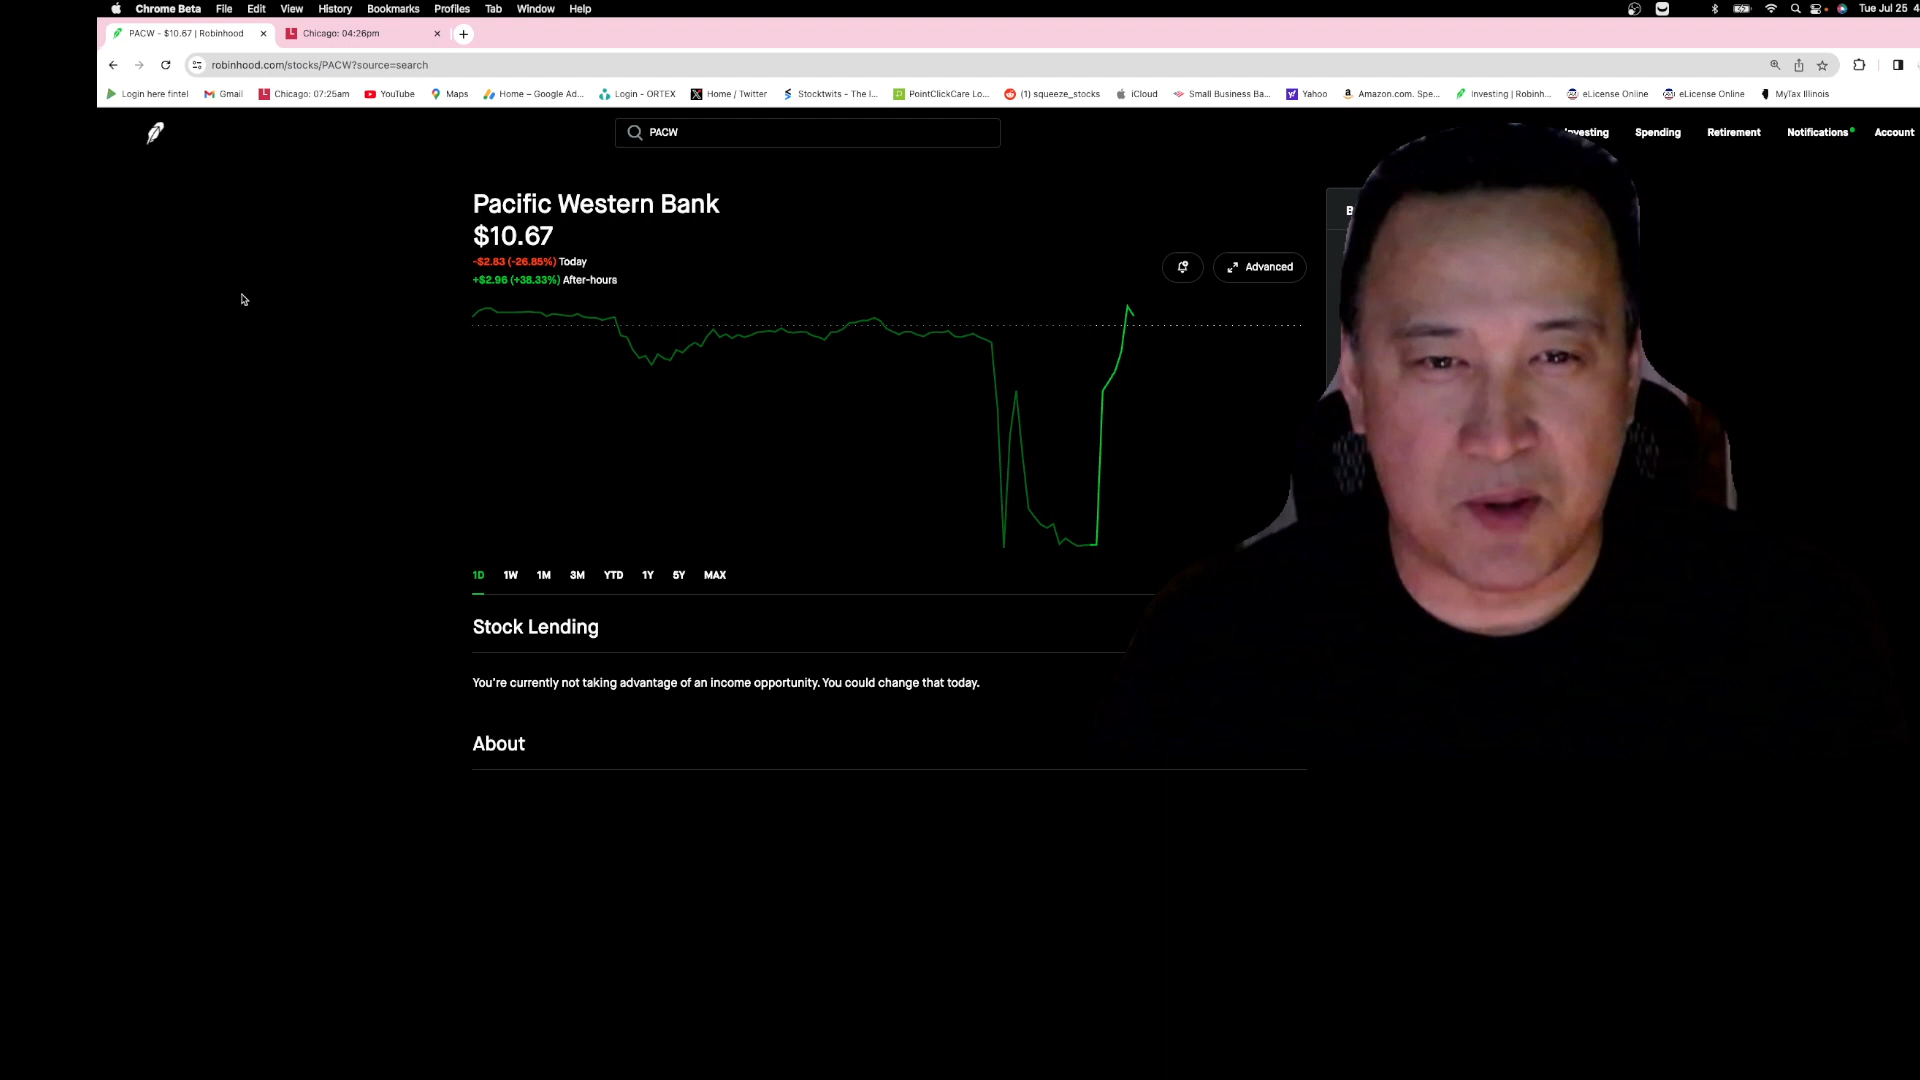 Chrome Beta File Edit View History Bookmarks Profiles Tab Window Help Tue Jul 25 4
PACW - $10.67 | Robinhood Chicago: 04:26pm
robinhood.com/stocks/PACW?source=search
Login here fintel Gmail Chicago: 07:25am YouTube Maps Home – Google Ad... Login - ORTEX Home / Twitter Stocktwits - The l... PointClickCare Lo... (1) squeeze_stocks iCloud Small Business Ba... Yahoo Amazon.com. Spe... Investing | Robinh... eLicense Online eLicense Online MyTax Illinois
PACW
Investing Spending Retirement Notifications Account
Pacific Western Bank
$10.67
-$2.83 (-26.85%) Today
+$2.96 (+38.33%) After-hours
Advanced
1D 1W 1M 3M YTD 1Y 5Y MAX
Stock Lending
You're currently not taking advantage of an income opportunity. You could change that today.
About